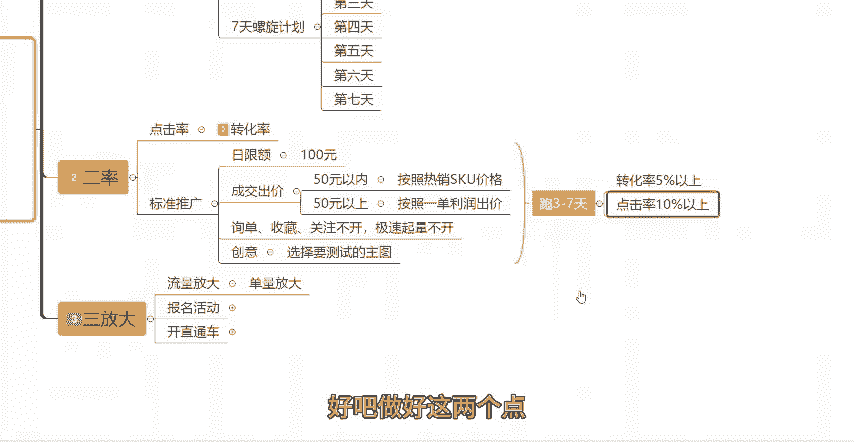 第三天
7天螺旋计划
第四天
第五天
第六天
第七天
点击率
转化率
2 二率
标准推广
日限额
100元
成交出价
50元以内
按照热销SKU价格
50元以上
按照一单利润出价
询单、收藏、关注不开，极速起量不开
创意
选择要测试的主图
跑3-7天
转化率5%以上
点击率10%以上
三放大
流量放大
单量放大
报名活动
开直通车
好吧做好这两个点